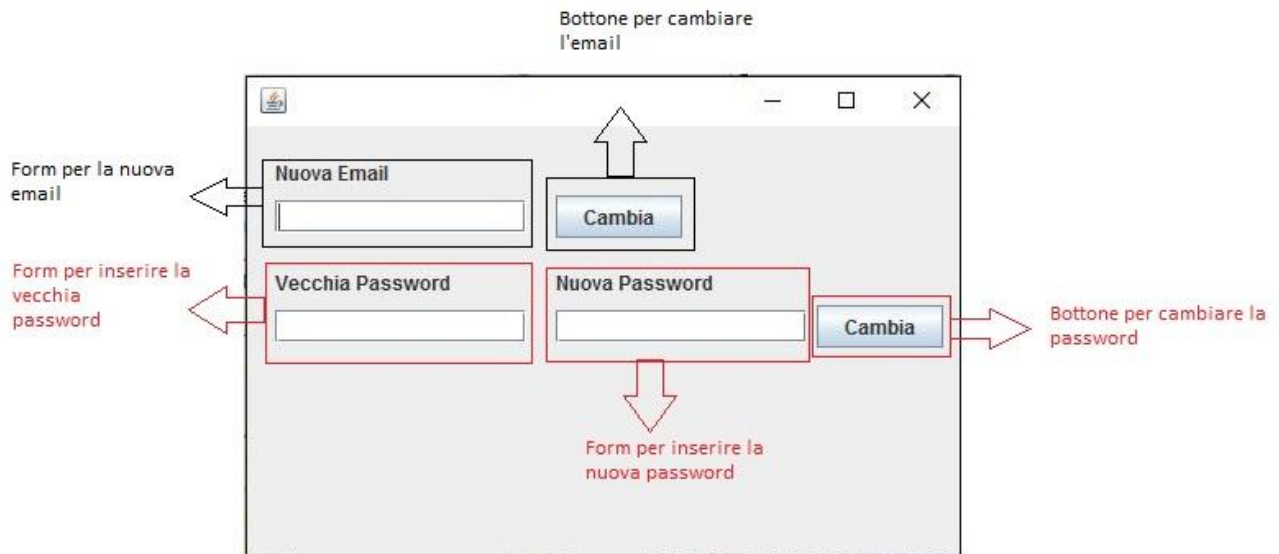 Bottone per cambiare
l'email
Form per la nuova
email
Nuova Email
Cambia
Form per inserire la
vecchia
password
Vecchia Password
Nuova Password
Cambia
Bottone per cambiare la
password
Form per inserire la
nuova password